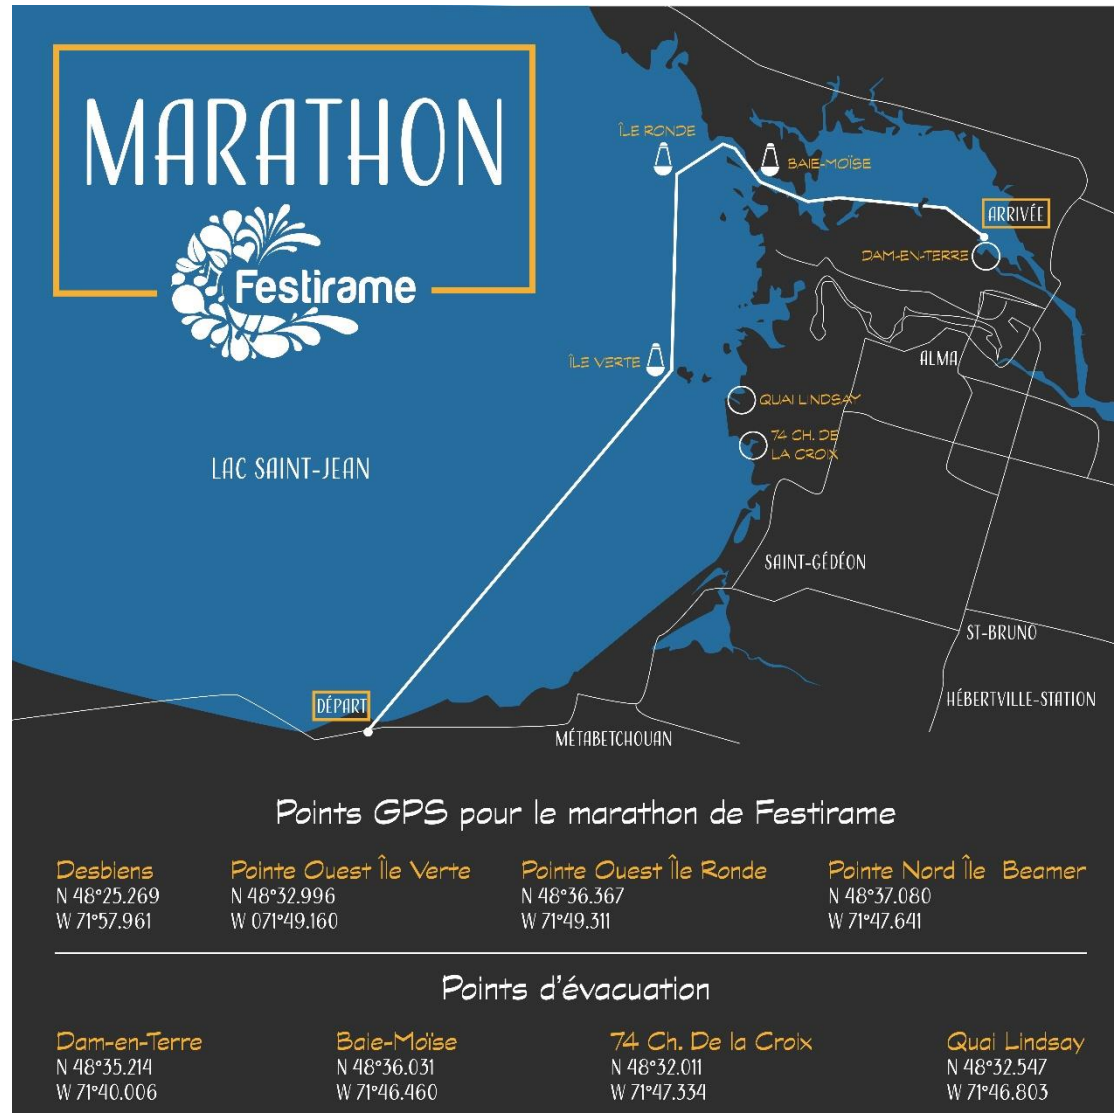 MARATHON
Festirame
ÎLE RONDE
BAIE-MOÏSE
ARRIVÉE
DAM-EN-TERRE
ÎLE VERTE
ALMA
QUAI LINDSAY
74 CH. DE
LA CROIX
LAC SAINT-JEAN
SAINT-GÉDÉON
ST-BRUNO
HÉBERTVILLE-STATION
DÉPART
MÉTABETCHOUAN
Points GPS pour le marathon de Festirame
Desbiens
N 48°25.269
W 71°57.961
Pointe Ouest Île Verte
N 48°32.996
W 071°49.160
Pointe Ouest Île Ronde
N 48°36.367
W 71°49.311
Pointe Nord Île Beamer
N 48°37.080
W 71°47.641
Points d'évacuation
Dam-en-Terre
N 48°35.214
W 71°40.006
Baie-Moïse
N 48°36.031
W 71°46.460
74 Ch. De la Croix
N 48°32.011
W 71°47.334
Quai Lindsay
N 48°32.547
W 71°46.803